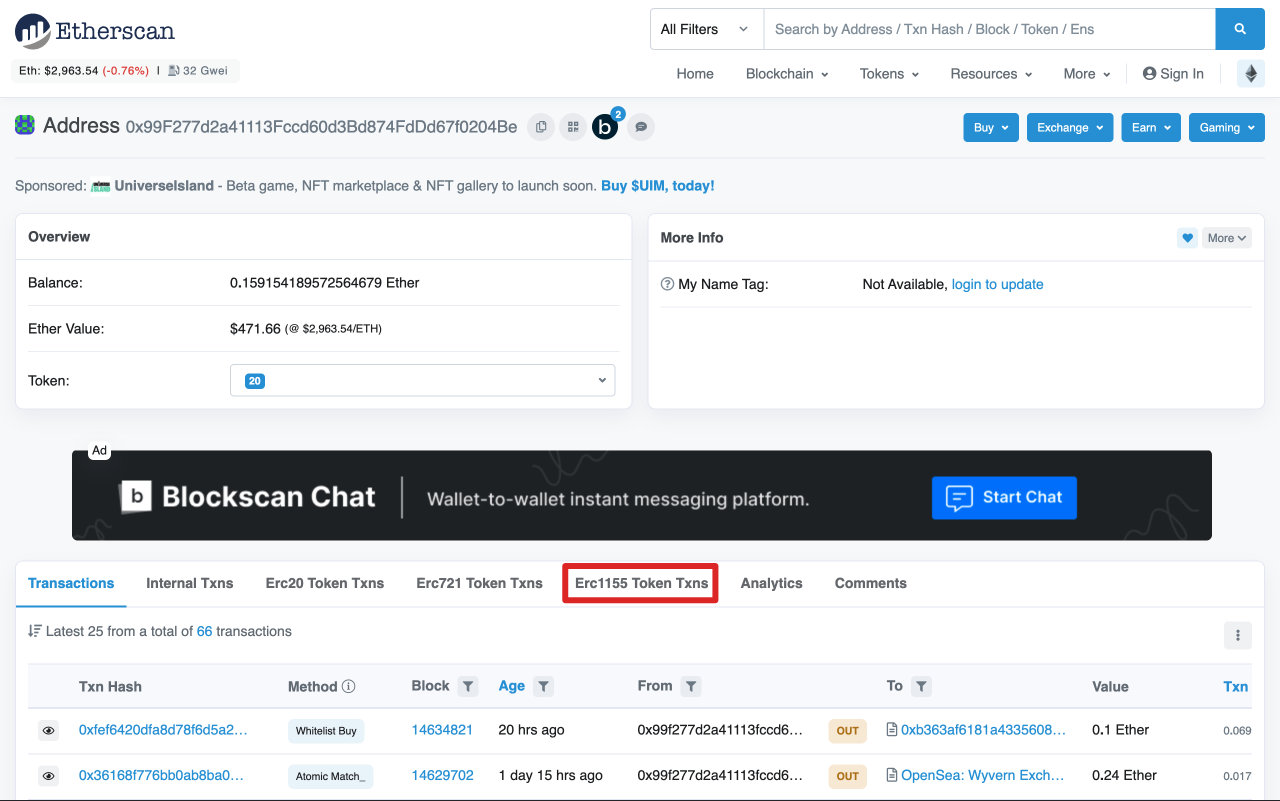 Etherscan
All Filters
Search by Address / Txn Hash / Block / Token / Ens
Eth: $2,963.54 (-0.76%) | 32 Gwei
Home Blockchain Tokens Resources More Sign In
Address 0x99F277d2a41113Fccd60d3Bd874FdDd67f0204Be b 2
Buy Exchange Earn Gaming
Sponsored: UniverseIsland - Beta game, NFT marketplace & NFT gallery to launch soon. Buy $UIM, today!
Overview
Balance: 0.159154189572564679 Ether
Ether Value: $471.66 (@ $2,963.54/ETH)
Token: 20
More Info More
My Name Tag: Not Available, login to update
Ad
b Blockscan Chat Wallet-to-wallet instant messaging platform. Start Chat
Transactions Internal Txns Erc20 Token Txns Erc721 Token Txns Erc1155 Token Txns Analytics Comments
Latest 25 from a total of 66 transactions
Txn Hash Method Block Age From To Value Txn
0xfef6420dfa8d78f6d5a2... Whitelist Buy 14634821 20 hrs ago 0x99f277d2a41113fccd6... OUT 0xb363af6181a4335608... 0.1 Ether 0.069
0x36168f776bb0ab8ba0... Atomic Match_ 14629702 1 day 15 hrs ago 0x99f277d2a41113fccd6... OUT OpenSea: Wyvern Exch... 0.24 Ether 0.017